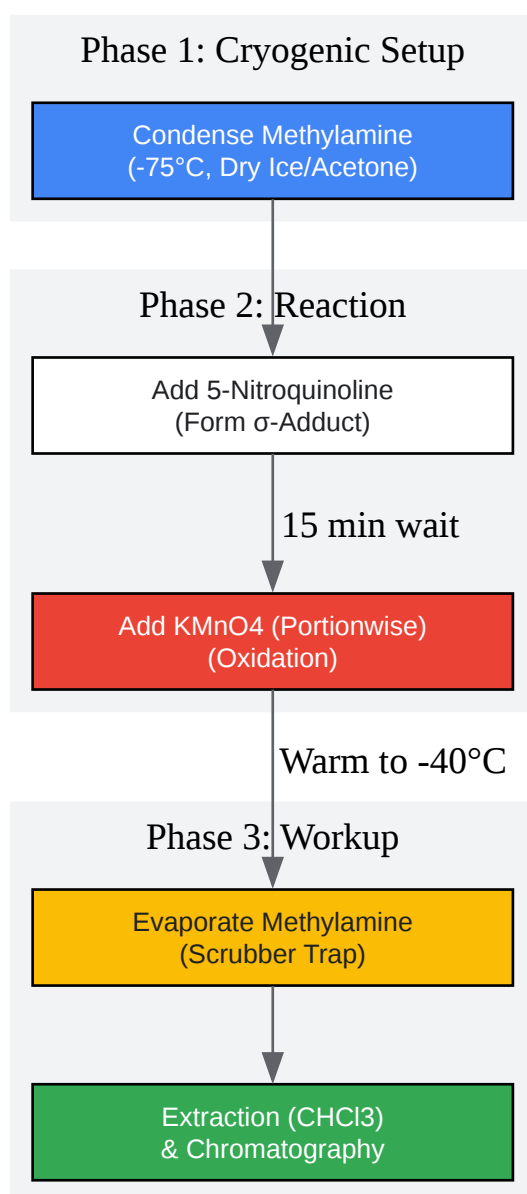 Phase 1: Cryogenic Setup
Condense Methylamine
(-75°C, Dry Ice/Acetone)
Phase 2: Reaction
Add 5-Nitroquinoline
(Form σ-Adduct)
15 min wait
Add KMnO4 (Portionwise)
(Oxidation)
Warm to -40°C
Phase 3: Workup
Evaporate Methylamine
(Scrubber Trap)
Extraction (CHCl3)
& Chromatography